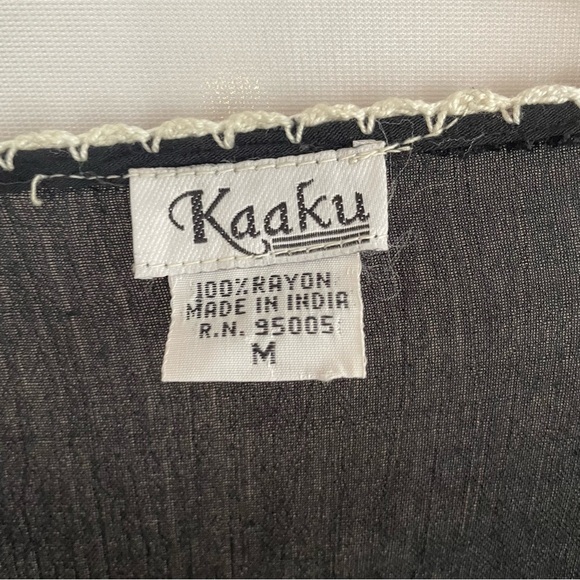 Kaaku
100% RAYON
MADE IN INDIA
R.N. 95005
M